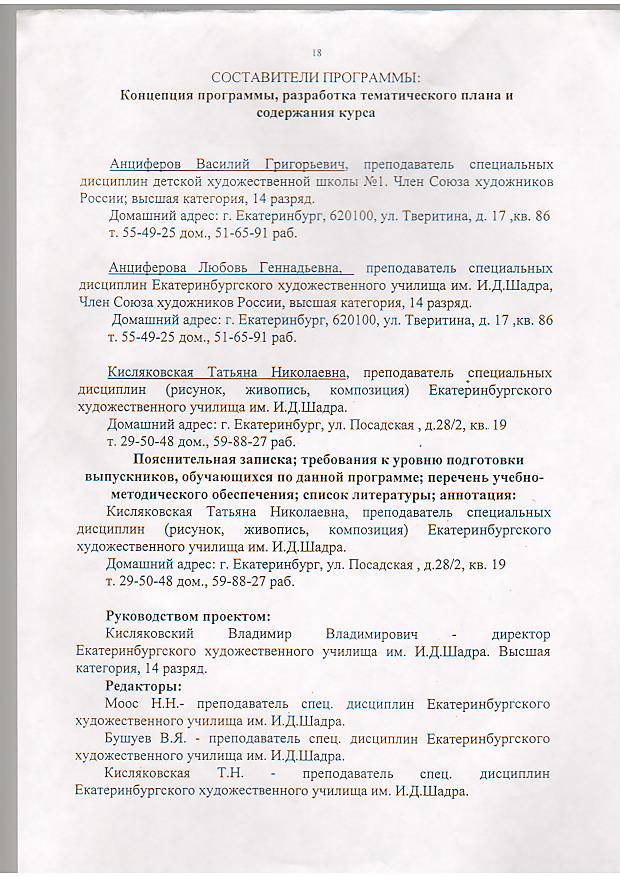 18
СОСТАВИТЕЛИ ПРОГРАММЫ:
Концепция программы, разработка тематического плана и
содержания курса
Анциферов Василий Григорьевич, преподаватель специальных
дисциплин детской художественной школы №1. Член Союза художников
России; высшая категория, 14 разряд.
Домашний адрес: г. Екатеринбург, 620100, ул. Тверитина, д. 17 ,кв. 86
т. 55-49-25 дом., 51-65-91 раб.
Анциферова Любовь Геннадьевна, преподаватель специальных
дисциплин Екатеринбургского художественного училища им. И.Д.Шадра,
Член Союза художников России, высшая категория, 14 разряд.
Домашний адрес: г. Екатеринбург, 620100, ул. Тверитина, д. 17 ,кв. 86
т. 55-49-25 дом., 51-65-91 раб.
Кисляковская Татьяна Николаевна, преподаватель специальных
дисциплин (рисунок, живопись, композиция) Екатеринбургского
художественного училища им. И.Д.Шадра.
Домашний адрес: г. Екатеринбург, ул. Посадская , д.28/2, кв. 19
т. 29-50-48 дом., 59-88-27 раб.
Пояснительная записка; требования к уровню подготовки
выпускников, обучающихся по данной программе; перечень учебно-
методического обеспечения; список литературы; аннотация:
Кисляковская Татьяна Николаевна, преподаватель специальных
дисциплин (рисунок, живопись, композиция) Екатеринбургского
художественного училища им. И.Д.Шадра.
Домашний адрес: г. Екатеринбург, ул. Посадская , д.28/2, кв. 19
т. 29-50-48 дом., 59-88-27 раб.
Руководством проектом:
Кисляковский Владимир Владимирович - директор
Екатеринбургского художественного училища им. И.Д.Шадра. Высшая
категория, 14 разряд.
Редакторы:
Моос Н.Н.- преподаватель спец. дисциплин Екатеринбургского
художественного училища им. И.Д.Шадра.
Бушуев В.Я. - преподаватель спец. дисциплин Екатеринбургского
художественного училища им. И.Д.Шадра.
Кисляковская Т.Н. - преподаватель спец. дисциплин
Екатеринбургского художественного училища им. И.Д.Шадра.